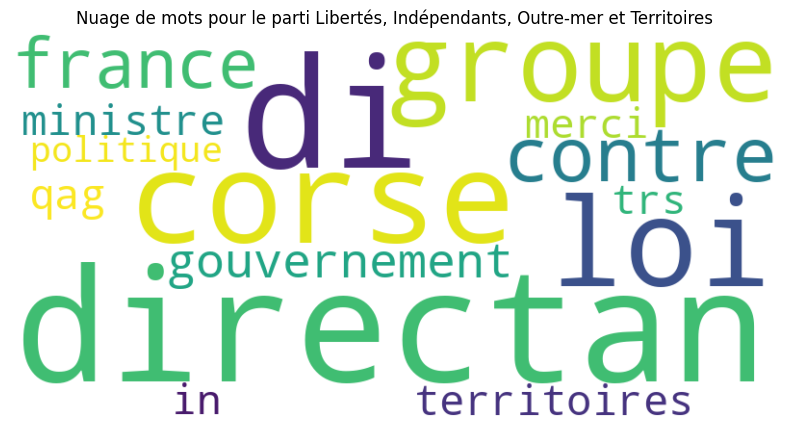 Nuage de mots pour le parti Libertés, Indépendants, Outre-mer et Territoires
france di groupe
ministre merci
politique contre
qag corse trs
gouvernement loi
directan
in territoires